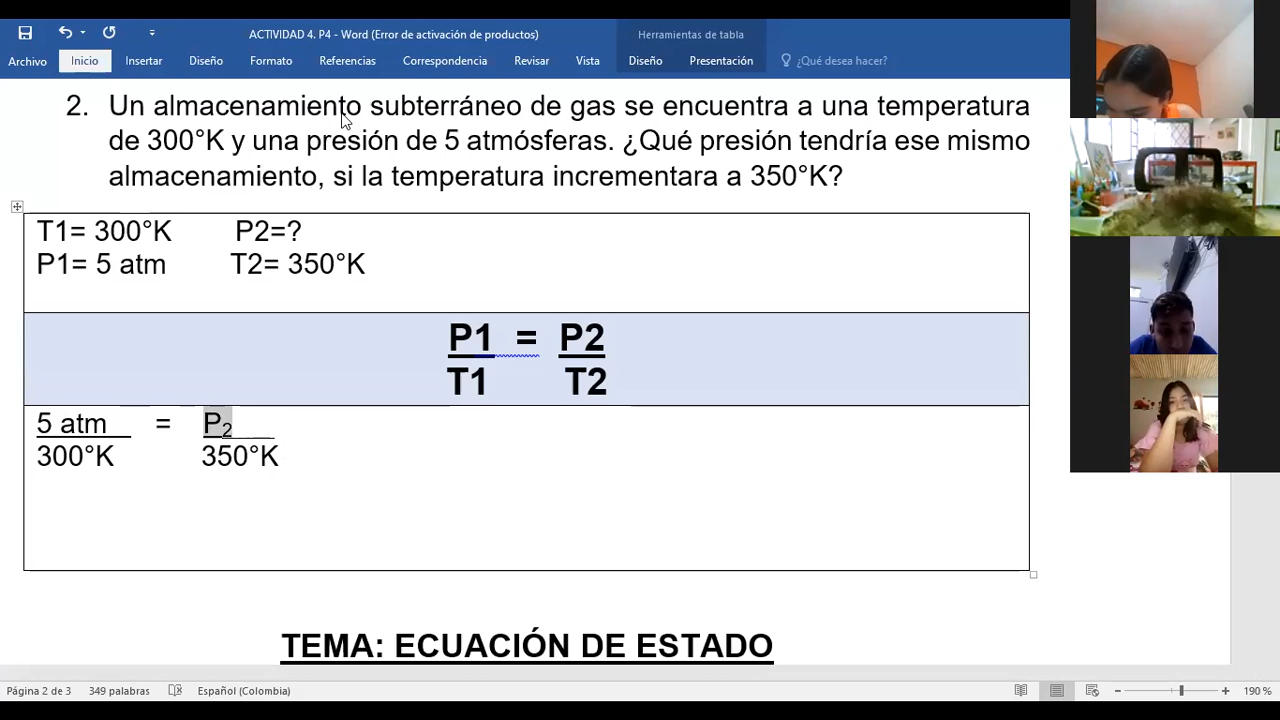 ACTIVIDAD 4. P4 - Word (Error de activación de productos)
Herramientas de tabla
Archivo Inicio Insertar Diseño Formato Referencias Correspondencia Revisar Vista Diseño Presentación ¿Qué desea hacer?
2. Un almacenamiento subterráneo de gas se encuentra a una temperatura
de 300°K y una presión de 5 atmósferas. ¿Qué presión tendría ese mismo
almacenamiento, si la temperatura incrementara a 350°K?
T1= 300°K P2=?
P1= 5 atm T2= 350°K
P1 = P2
T1 T2
5 atm = P₂
300°K 350°K
TEMA: ECUACIÓN DE ESTADO
Página 2 de 3 349 palabras Español (Colombia) 190 %